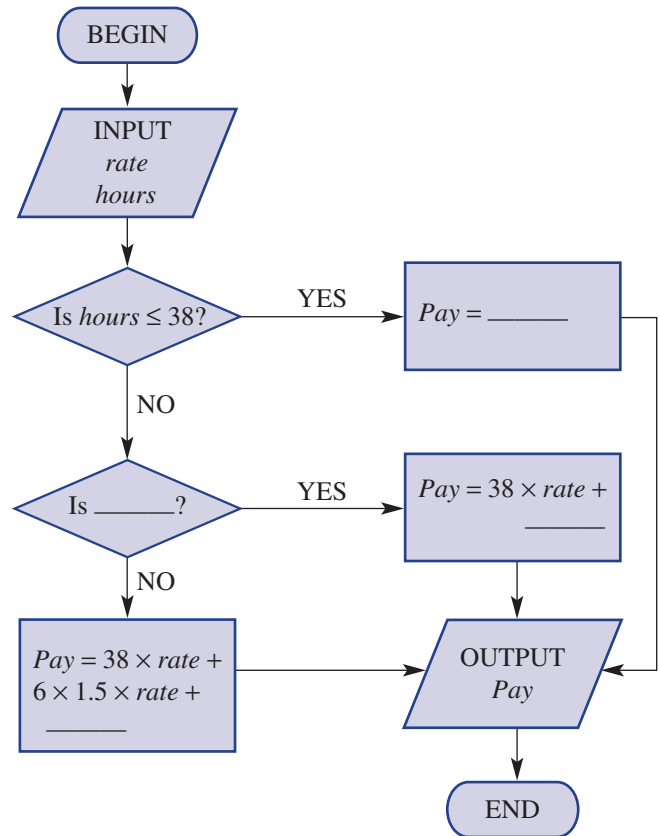 BEGIN
INPUT
rate
hours
Is hours ≤ 38?
YES
Pay = ______
NO
Is ______?
YES
Pay = 38 × rate +
______
NO
Pay = 38 × rate +
6 × 1.5 × rate +
______
OUTPUT
Pay
END